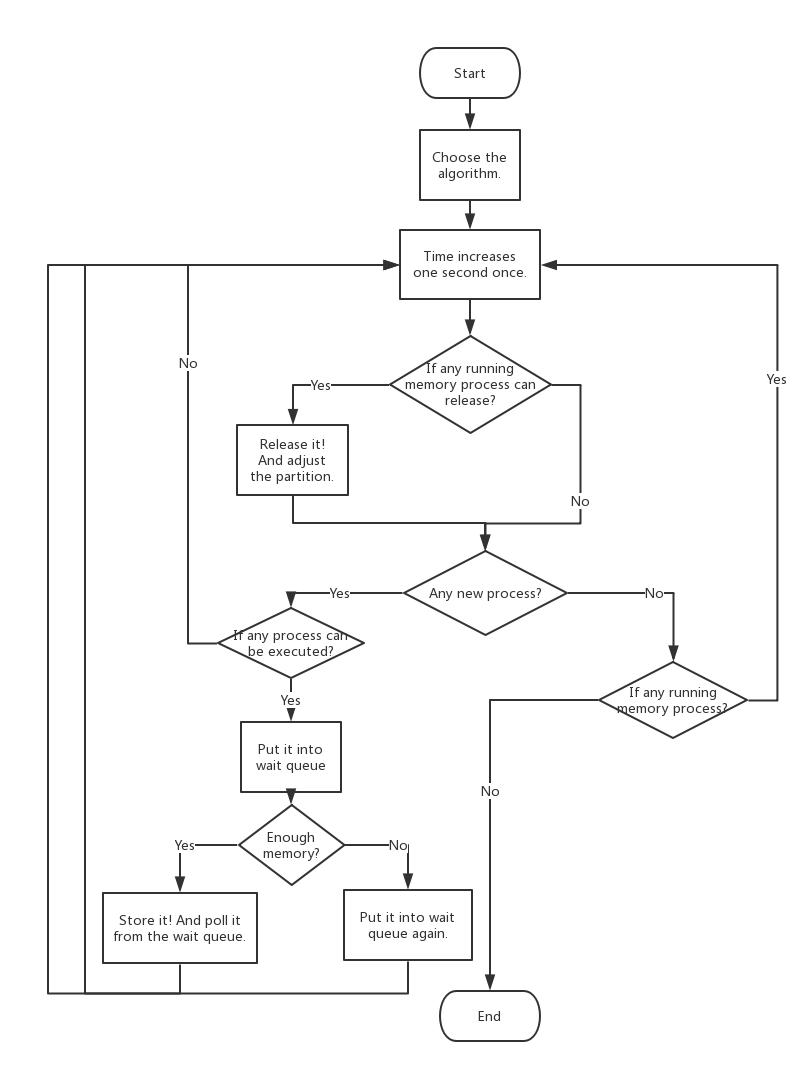 Start
Choose the
algorithm.
Time increases
one second once.
If any running
memory process can
release?
Yes
No
Release it!
And adjust
the partition.
No
Yes
Any new process?
Yes
No
If any process can
be executed?
Yes
If any running
memory process?
Put it into
wait queue
No
Enough
memory?
Yes
No
Store it! And poll it
from the wait queue.
Put it into wait
queue again.
End